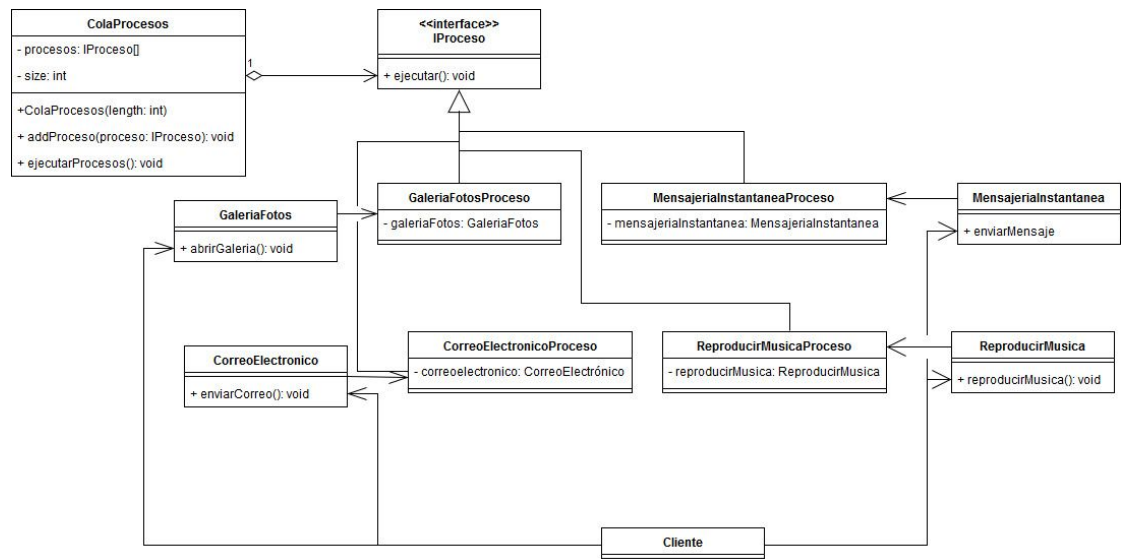 ColaProcesos
- procesos: IProceso[]
- size: int
+ColaProcesos(length: int)
+ addProceso(proceso: IProceso): void
+ ejecutarProcesos(): void
1
<<interface>>
IProceso
+ ejecutar(): void
GaleriaFotos
+ abrirGaleria(): void
GaleriaFotosProceso
- galeriaFotos: GaleriaFotos
MensajeriaInstantaneaProceso
- mensajeriaInstantanea: MensajeriaInstantanea
MensajeriaInstantanea
+ enviarMensaje
CorreoElectronico
+ enviarCorreo(): void
CorreoElectronicoProceso
- correoelectronico: CorreoElectrónico
ReproducirMusicaProceso
- reproducirMusica: ReproducirMusica
ReproducirMusica
+ reproducirMusica(): void
Cliente